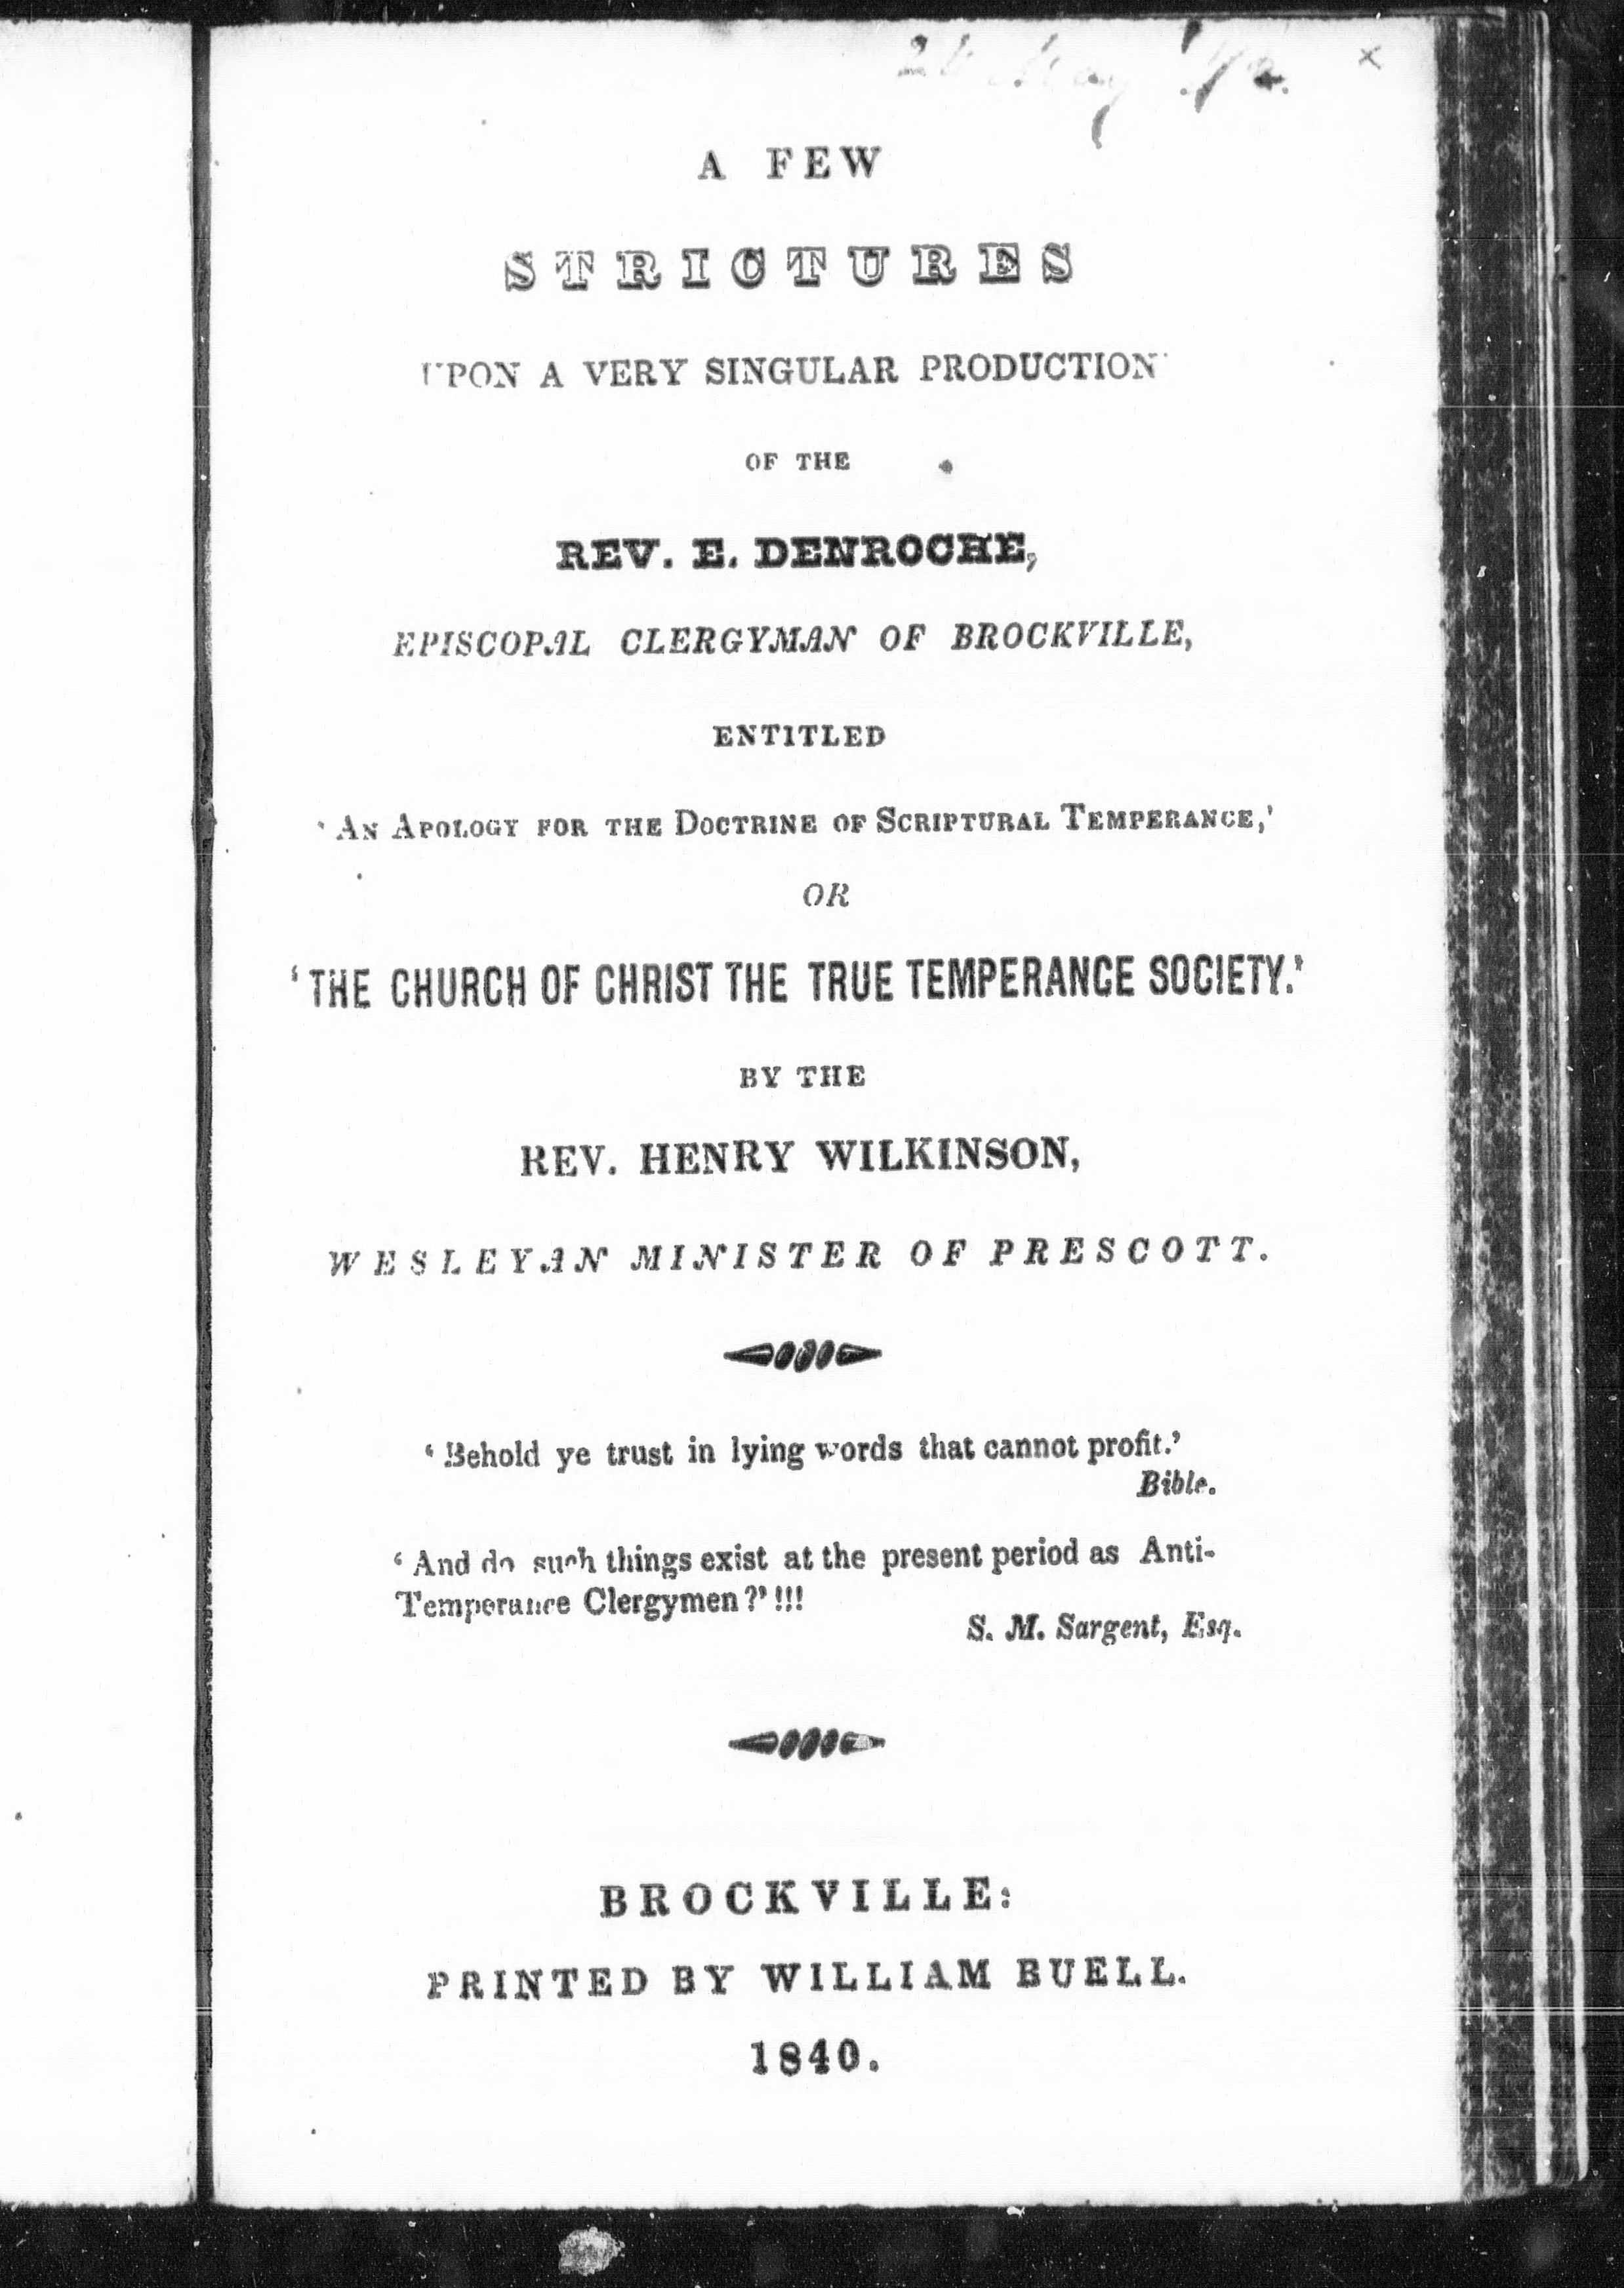 May
A FEW
STRICTURES
UPON A VERY SINGULAR PRODUCTION
OF THE
REV. E. DENROCHE,
EPISCOPAL CLERGYMAN OF BROCKVILLE,
ENTITLED
'An Apology for the Doctrine of Scriptural Temperance,'
OR
'THE CHURCH OF CHRIST THE TRUE TEMPERANCE SOCIETY.'
BY THE
REV. HENRY WILKINSON,
WESLEYAN MINISTER OF PRESCOTT.
'Behold ye trust in lying words that cannot profit.'
Bible.
'And do such things exist at the present period as Anti-
Temperance Clergymen?'!!!
S. M. Sargent, Esq.
BROCKVILLE:
PRINTED BY WILLIAM BUELL.
1840.